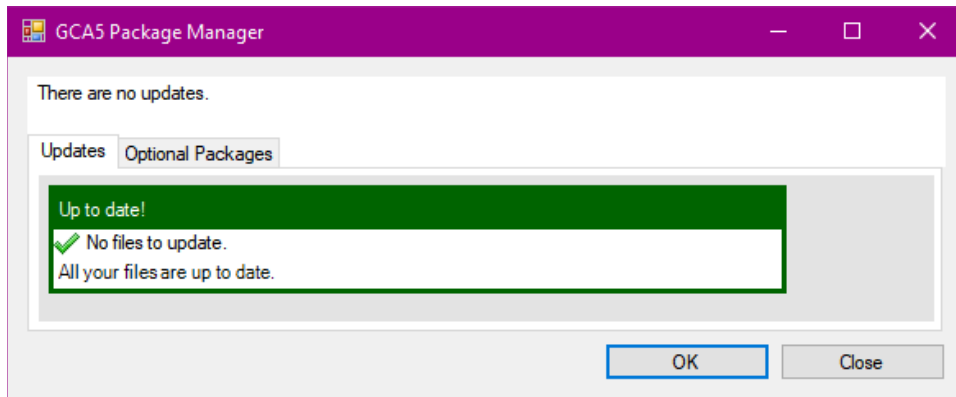 GCA5 Package Manager
There are no updates.
Updates
Optional Packages
Up to date!
No files to update.
All your files are up to date.
OK
Close